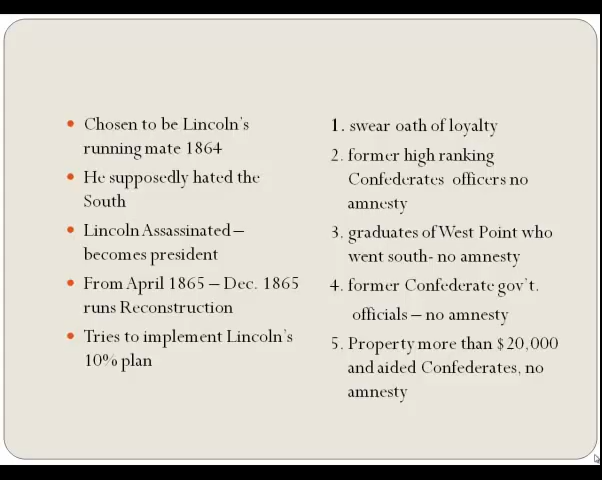 • Chosen to be Lincoln's
running mate 1864
• He supposedly hated the
South
• Lincoln Assassinated –
becomes president
• From April 1865 – Dec. 1865
runs Reconstruction
• Tries to implement Lincoln's
10% plan
1. swear oath of loyalty
2. former high ranking
Confederates officers no
amnesty
3. graduates of West Point who
went south- no amnesty
4. former Confederate gov't.
officials – no amnesty
5. Property more than $20,000
and aided Confederates, no
amnesty